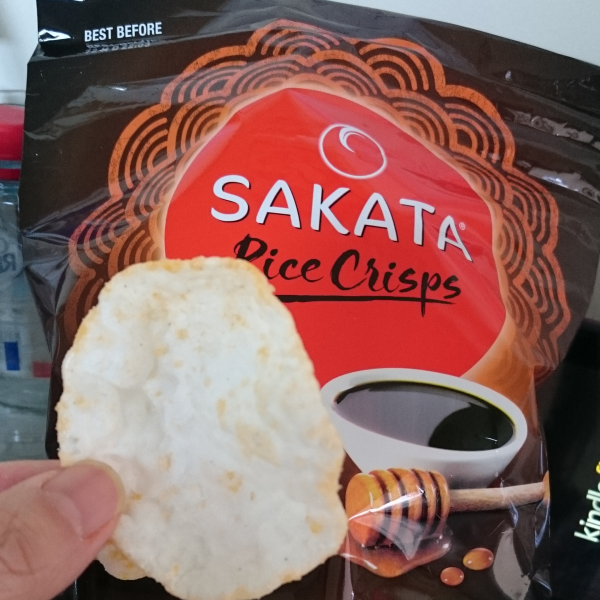 BEST BEFORE
SAKATA®
Rice Crisps
kindle